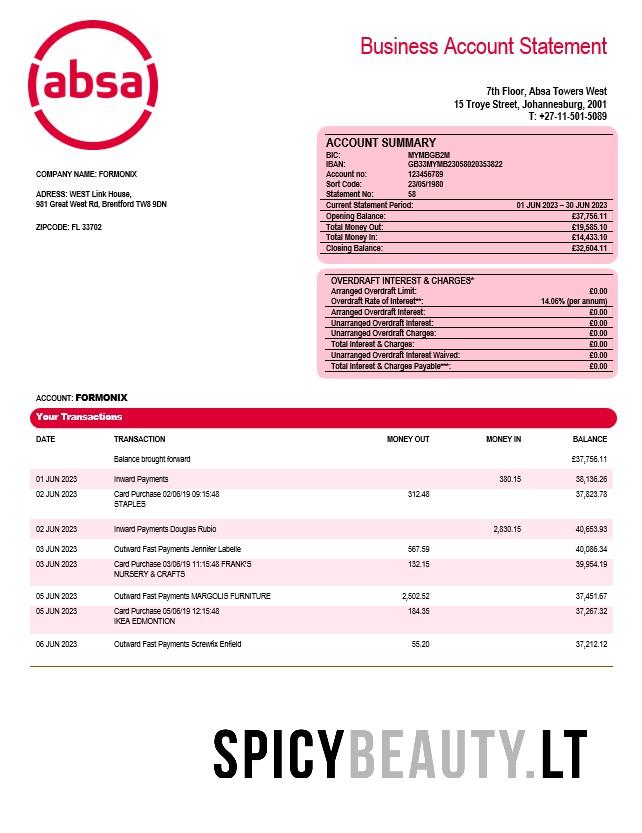 absa
Business Account Statement
7th Floor, Absa Towers West
15 Troye Street, Johannesburg, 2001
T: +27-11-501-5089
COMPANY NAME: FORMONIX
ADRESS: WEST Link House,
981 Great West Rd, Brentford TW8 9DN
ZIPCODE: FL 33702
ACCOUNT SUMMARY
BIC: MYMBGB2M
IBAN: GB33MYMB23058020353822
Account no: 123456789
Sort Code: 23/05/1980
Statement No: 58
Current Statement Period: 01 JUN 2023 – 30 JUN 2023
Opening Balance: £37,756.11
Total Money Out: £19,585.10
Total Money In: £14,433.10
Closing Balance: £32,604.11
OVERDRAFT INTEREST & CHARGES*
Arranged Overdraft Limit: £0.00
Overdraft Rate of Interest**: 14.06% (per annum)
Arranged Overdraft Interest: £0.00
Unarranged Overdraft Interest: £0.00
Unarranged Overdraft Charges: £0.00
Total Interest & Charges: £0.00
Unarranged Overdraft Interest Waived: £0.00
Total Interest & Charges Payable***: £0.00
ACCOUNT: FORMONIX
Your Transactions
DATE TRANSACTION MONEY OUT MONEY IN BALANCE
Balance brought forward £37,756.11
01 JUN 2023 Inward Payments 380.15 38,136.26
02 JUN 2023 Card Purchase 02/06/19 09:15:48 312.48 37,823.78
STAPLES
02 JUN 2023 Inward Payments Douglas Rubio 2,830.15 40,653.93
03 JUN 2023 Outward Fast Payments Jennifer Labelle 567.59 40,086.34
03 JUN 2023 Card Purchase 03/06/19 11:15:48 FRANK'S 132.15 39,954.19
NURSERY & CRAFTS
05 JUN 2023 Outward Fast Payments MARGOLIS FURNITURE 2,502.52 37,451.67
05 JUN 2023 Card Purchase 05/06/19 12:15:48 184.35 37,267.32
IKEA EDMONTION
06 JUN 2023 Outward Fast Payments Screwfix Enfield 55.20 37,212.12
SPICYBEAUTY.LT